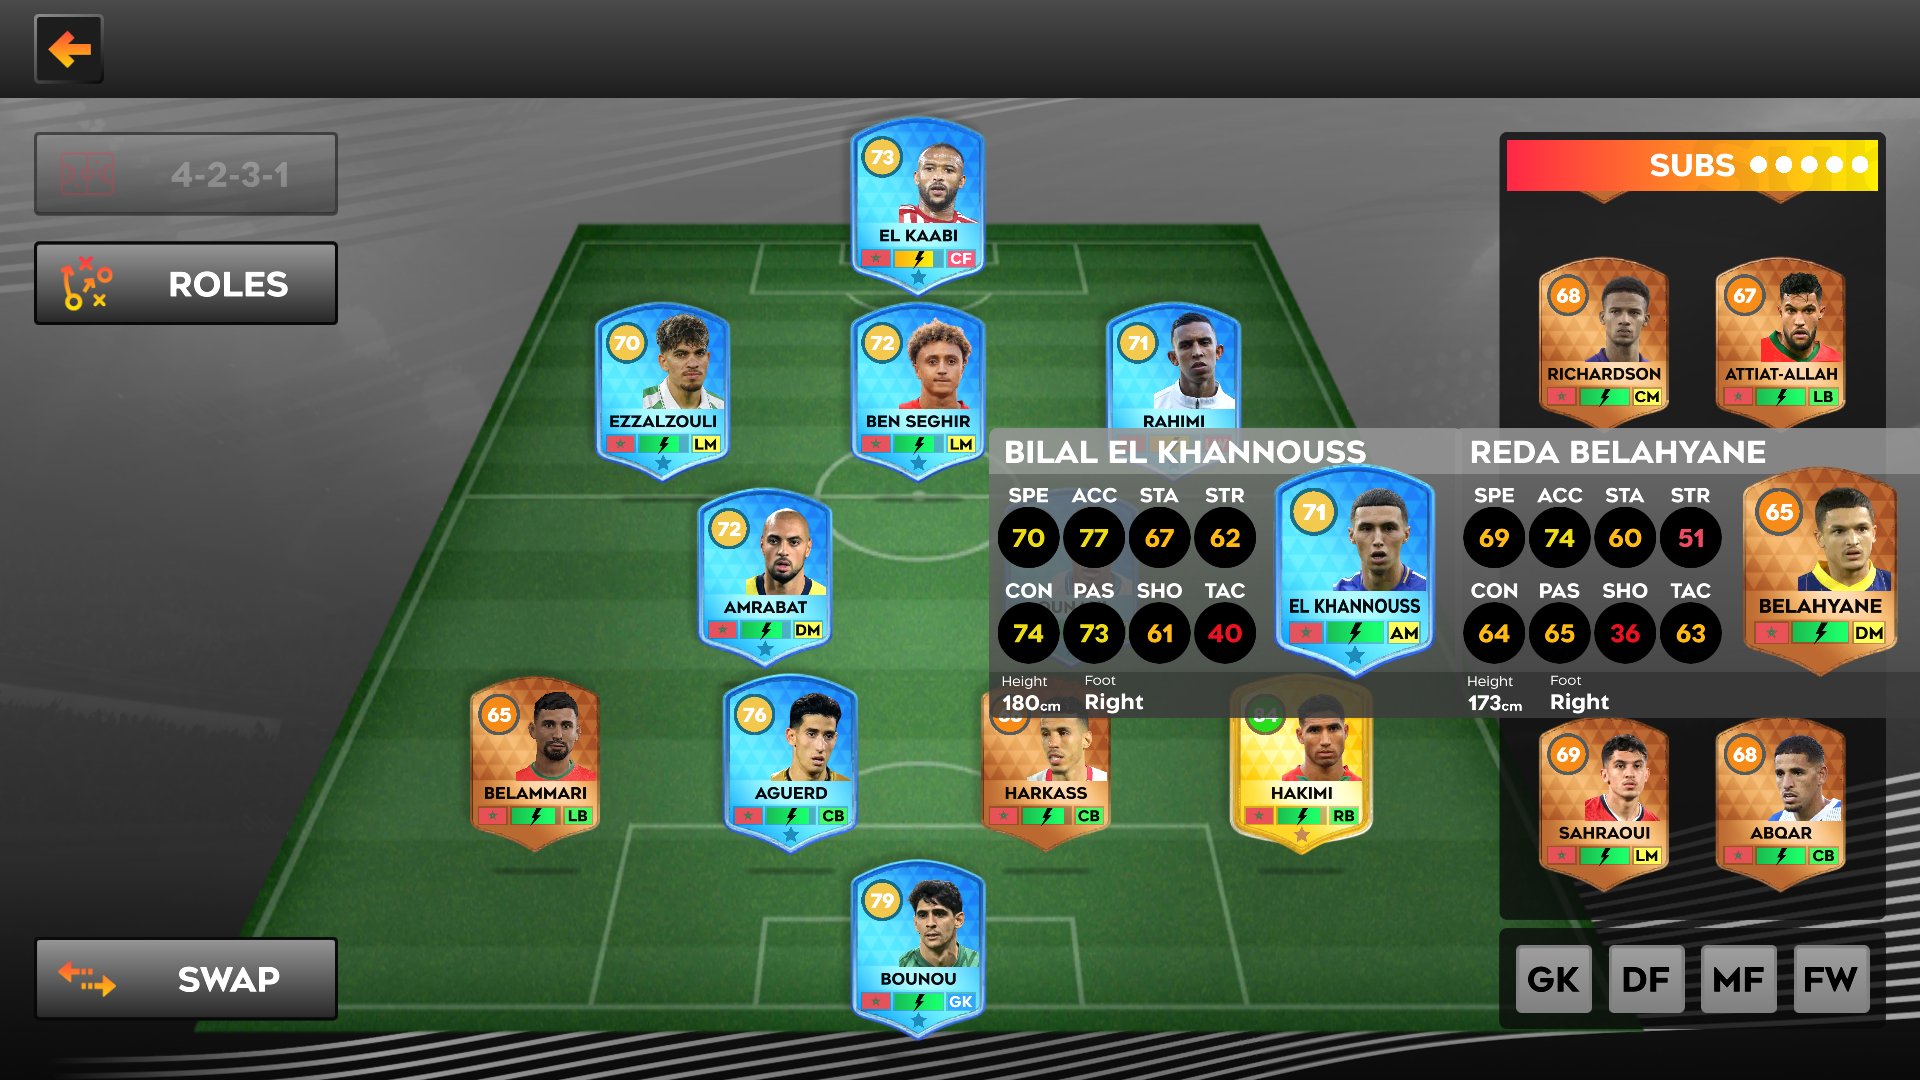 4-2-3-1
ROLES
SWAP
73
EL KAABI
CF
70
EZZALZOULI
LM
72
BEN SEGHIR
LM
71
RAHIMI
72
AMRABAT
DM
65
BELAMMARI
LB
76
AGUERD
CB
HARKASS
CB
84
HAKIMI
RB
79
BOUNOU
GK
SUBS
68
RICHARDSON
CM
67
ATTIAT-ALLAH
LB
BILAL EL KHANNOUSS
SPE ACC STA STR
70 77 67 62
CON PAS SHO TAC
74 73 61 40
Height Foot
180cm Right
71
EL KHANNOUSS
AM
REDA BELAHYANE
SPE ACC STA STR
69 74 60 51
CON PAS SHO TAC
64 65 36 63
Height Foot
173cm Right
65
BELAHYANE
DM
69
SAHRAOUI
LM
68
ABQAR
CB
GK DF MF FW